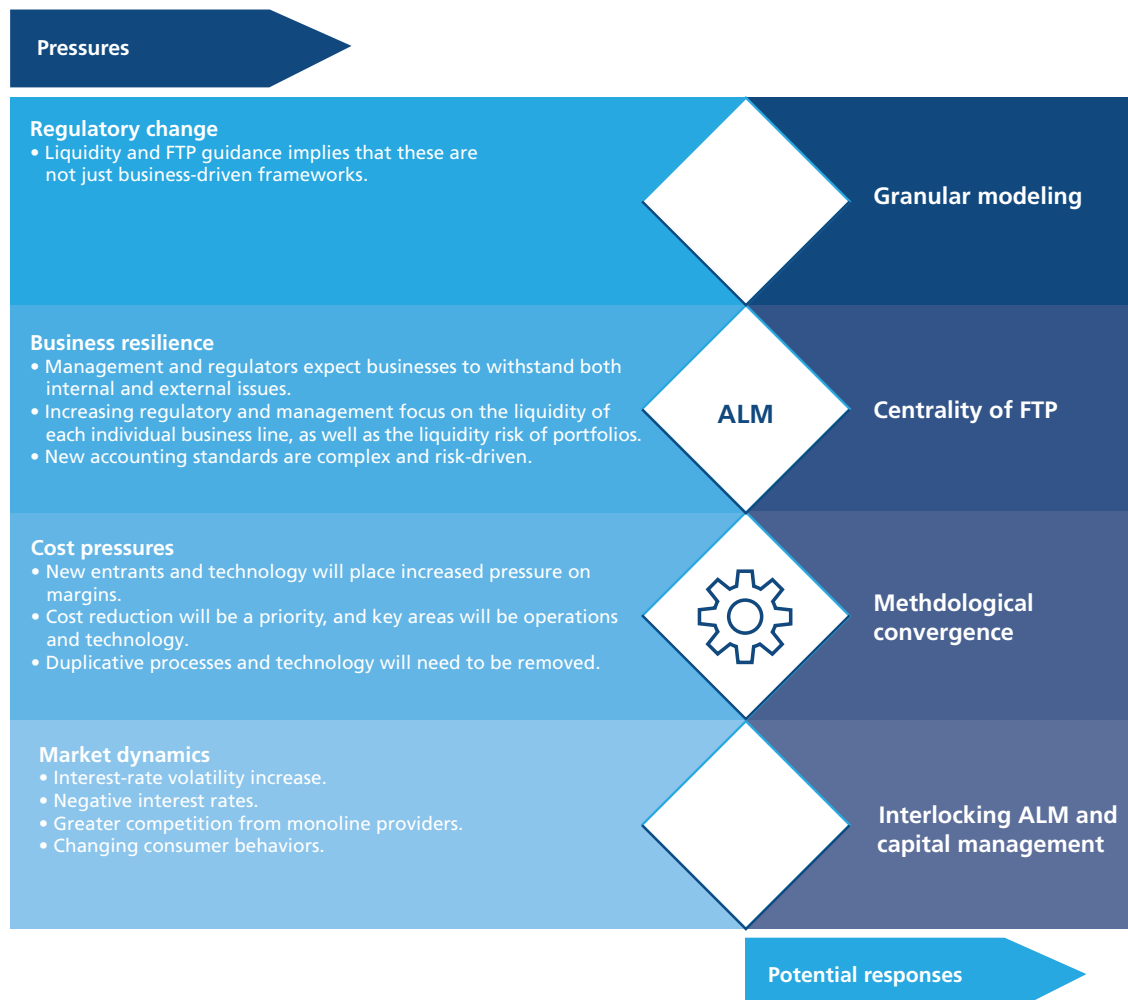 Pressures
Regulatory change
• Liquidity and FTP guidance implies that these are
not just business-driven frameworks.
Granular modeling
Business resilience
• Management and regulators expect businesses to withstand both
internal and external issues.
• Increasing regulatory and management focus on the liquidity of
each individual business line, as well as the liquidity risk of portfolios.
• New accounting standards are complex and risk-driven.
ALM
Centrality of FTP
Cost pressures
• New entrants and technology will place increased pressure on
margins.
• Cost reduction will be a priority, and key areas will be operations
and technology.
• Duplicative processes and technology will need to be removed.
Methdological
convergence
Market dynamics
• Interest-rate volatility increase.
• Negative interest rates.
• Greater competition from monoline providers.
• Changing consumer behaviors.
Interlocking ALM and
capital management
Potential responses